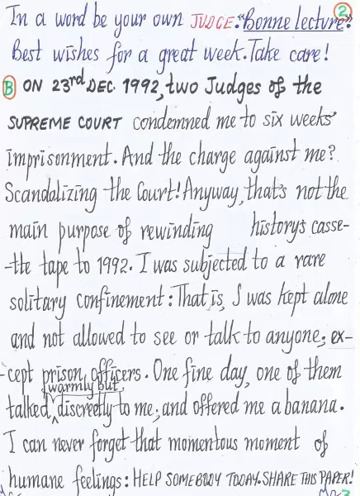 In a word be your own JUDGE: "Bonne lecture". ②
Best wishes for a great week. Take care!
Ⓑ ON 23rd DEC. 1992, two Judges of the
SUPREME COURT condemned me to six weeks'
imprisonment. And the charge against me?
Scandalizing the Court! Anyway, that's not the
main purpose of rewinding history's casse-
-tte tape to 1992. I was subjected to a rare
solitary confinement: That is, I was kept alone
and not allowed to see or talk to anyone, ex-
-cept prison officers. One fine day, one of them
(warmly but,
talked, discretly to me, and offered me a banana.
I can never forget that momentous moment of
humane feelings: HELP SOMEBODY TODAY. SHARE THIS PAPER!